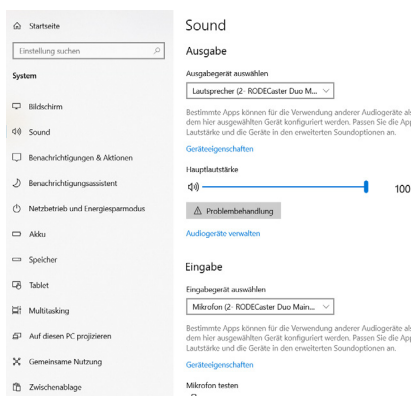 Startseite
Einstellung suchen
System
Bildschirm
Sound
Benachrichtigungen & Aktionen
Benachrichtigungsassistent
Netzbetrieb und Energiesparmodus
Akku
Speicher
Tablet
Multitasking
Auf diesen PC projizieren
Gemeinsame Nutzung
Zwischenablage
Sound
Ausgabe
Ausgabegerät auswählen
Lautsprecher (2- RODECaster Duo M...
Bestimmte Apps können für die Verwendung anderer Audiogeräte als
dem hier ausgewählten Gerät konfiguriert werden. Passen Sie die App
Lautstärke und die Geräte in den erweiterten Soundoptionen an.
Geräteeigenschaften
Hauptlautstärke
100
Problembehandlung
Audiogeräte verwalten
Eingabe
Eingabegerät auswählen
Mikrofon (2- RODECaster Duo Main...
Bestimmte Apps können für die Verwendung anderer Audiogeräte als
dem hier ausgewählten Gerät konfiguriert werden. Passen Sie die App
Lautstärke und die Geräte in den erweiterten Soundoptionen an.
Geräteeigenschaften
Mikrofon testen